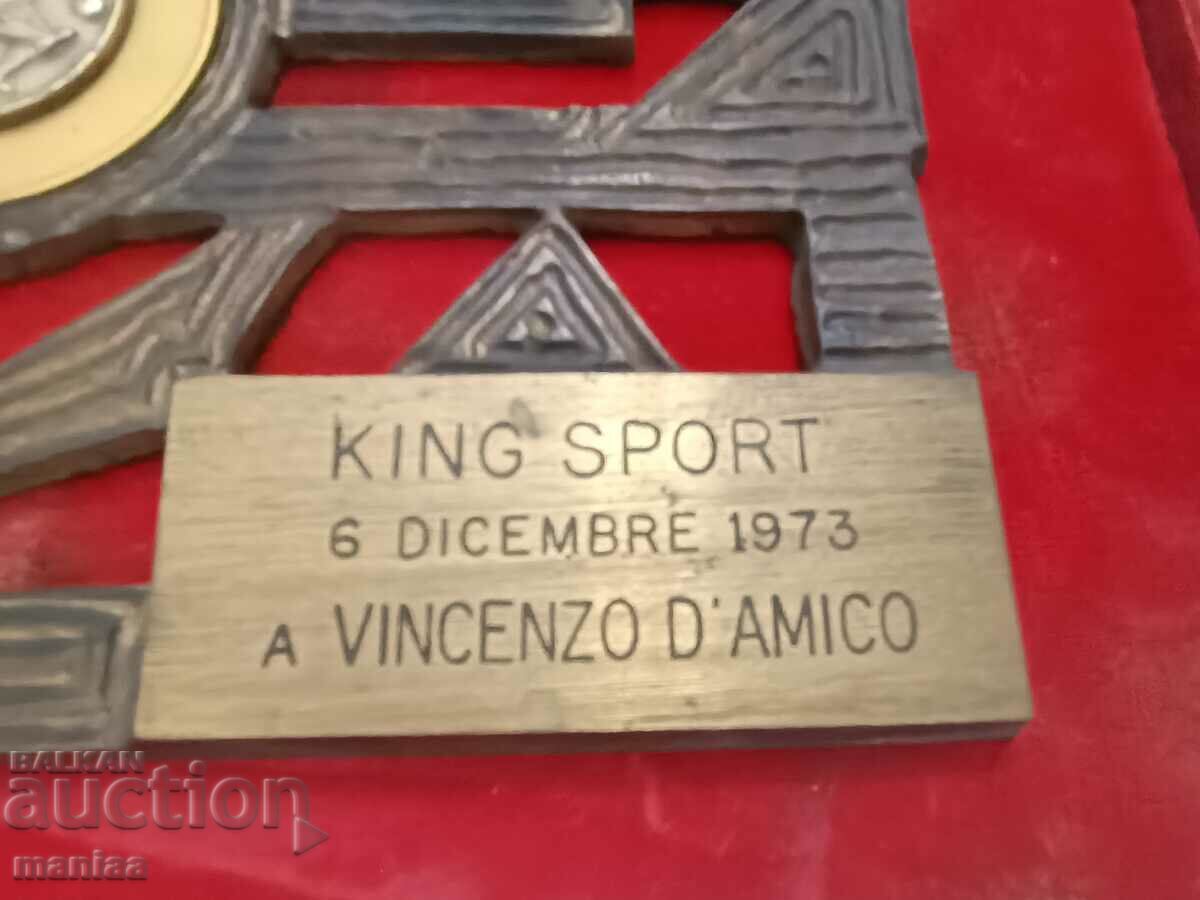 KING SPORT
6 DICEMBRE 1973
A VINCENZO D'AMICO
BALKAN
auction
maniaa